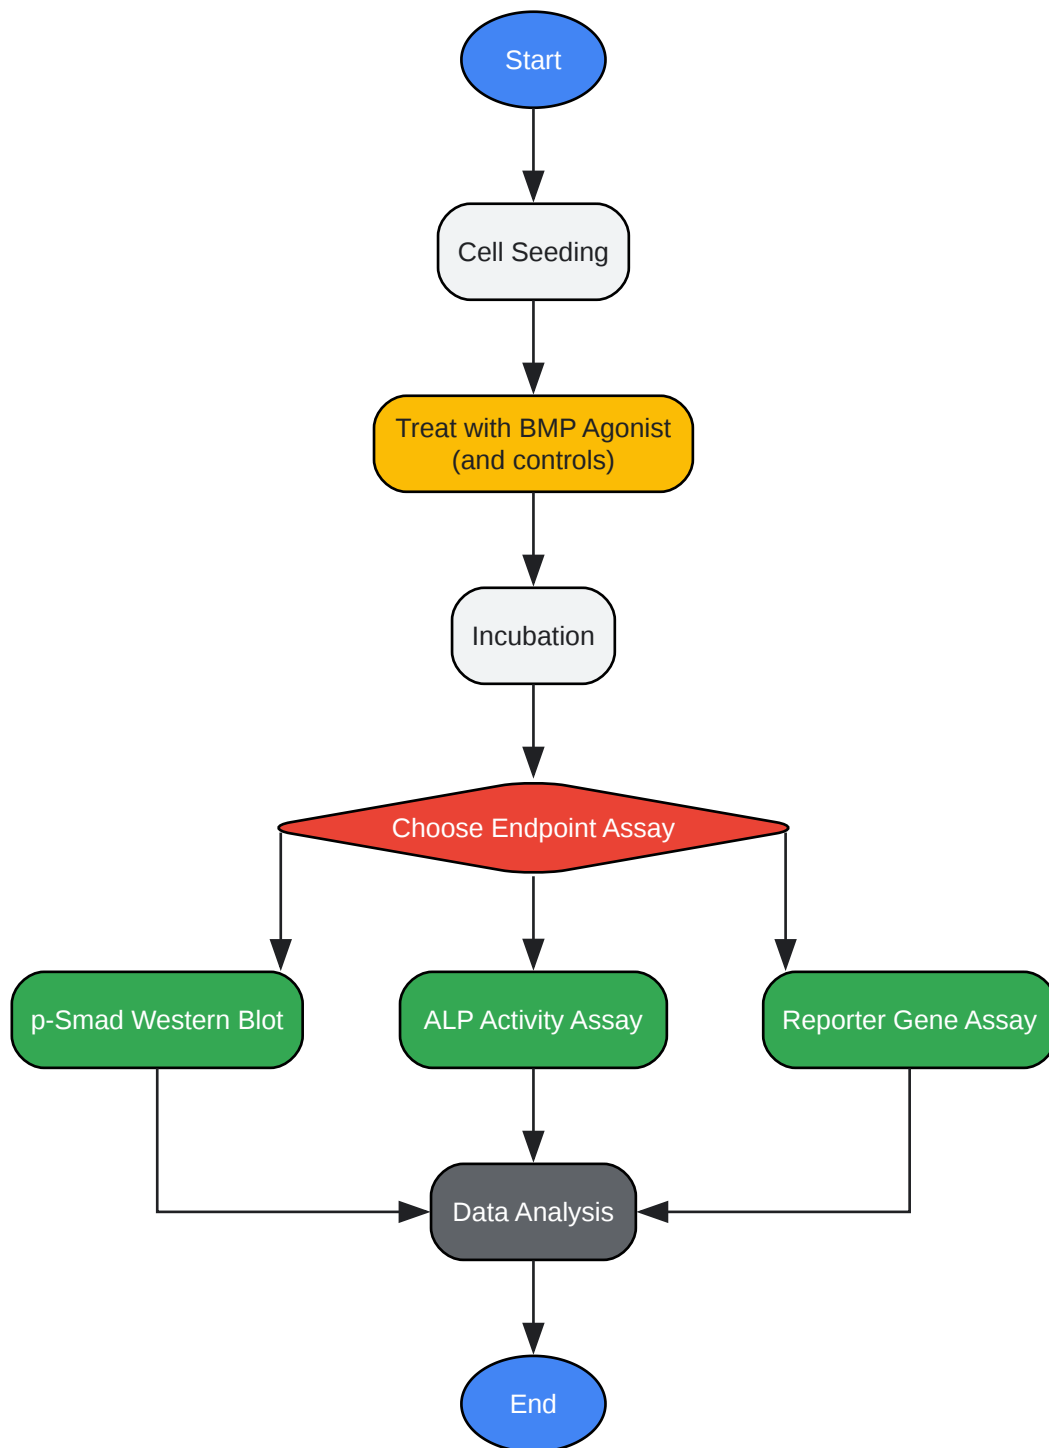 Start
Cell Seeding
Treat with BMP Agonist
(and controls)
Incubation
Choose Endpoint Assay
p-Smad Western Blot
ALP Activity Assay
Reporter Gene Assay
Data Analysis
End